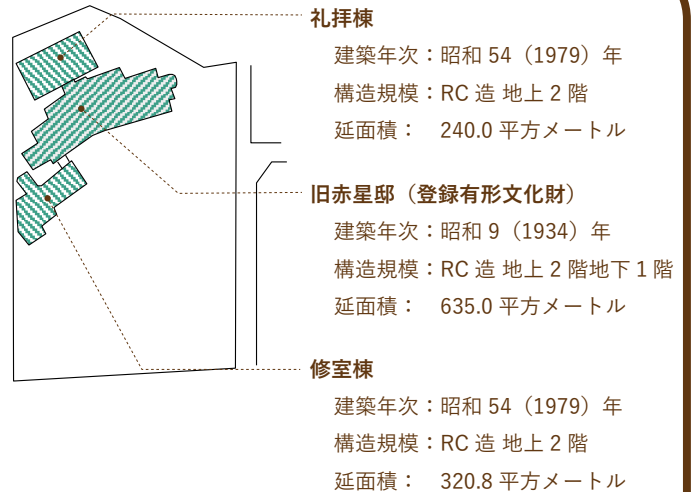 礼拝棟
建築年次：昭和 54（1979）年
構造規模：RC 造 地上 2 階
延面積：　240.0 平方メートル
旧赤星邸（登録有形文化財）
建築年次：昭和 9（1934）年
構造規模：RC 造 地上 2 階地下 1 階
延面積：　635.0 平方メートル
修室棟
建築年次：昭和 54（1979）年
構造規模：RC 造 地上 2 階
延面積：　320.8 平方メートル